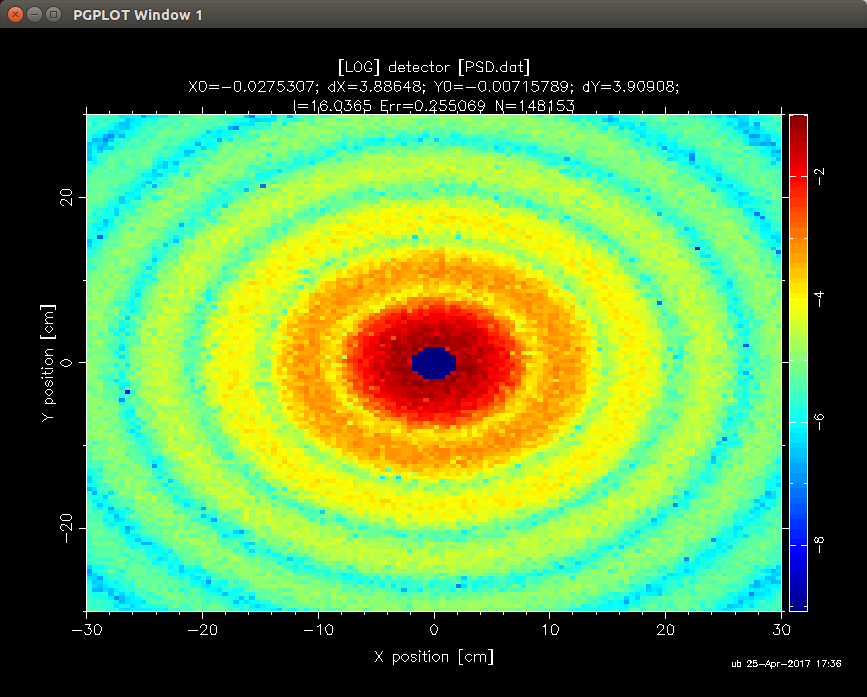 PGPLOT Window 1
[LOG] detector [PSD.dat]
X0=-0.0275307; dX=3.88648; Y0=-0.00715789; dY=3.90908;
I=16.0365 Err=0.255069 N=148153
20
0
-20
Y position [cm]
-30 -20 -10 0 10 20 30
X position [cm]
-2
-4
-6
-8
ub 25-Apr-2017 17:36